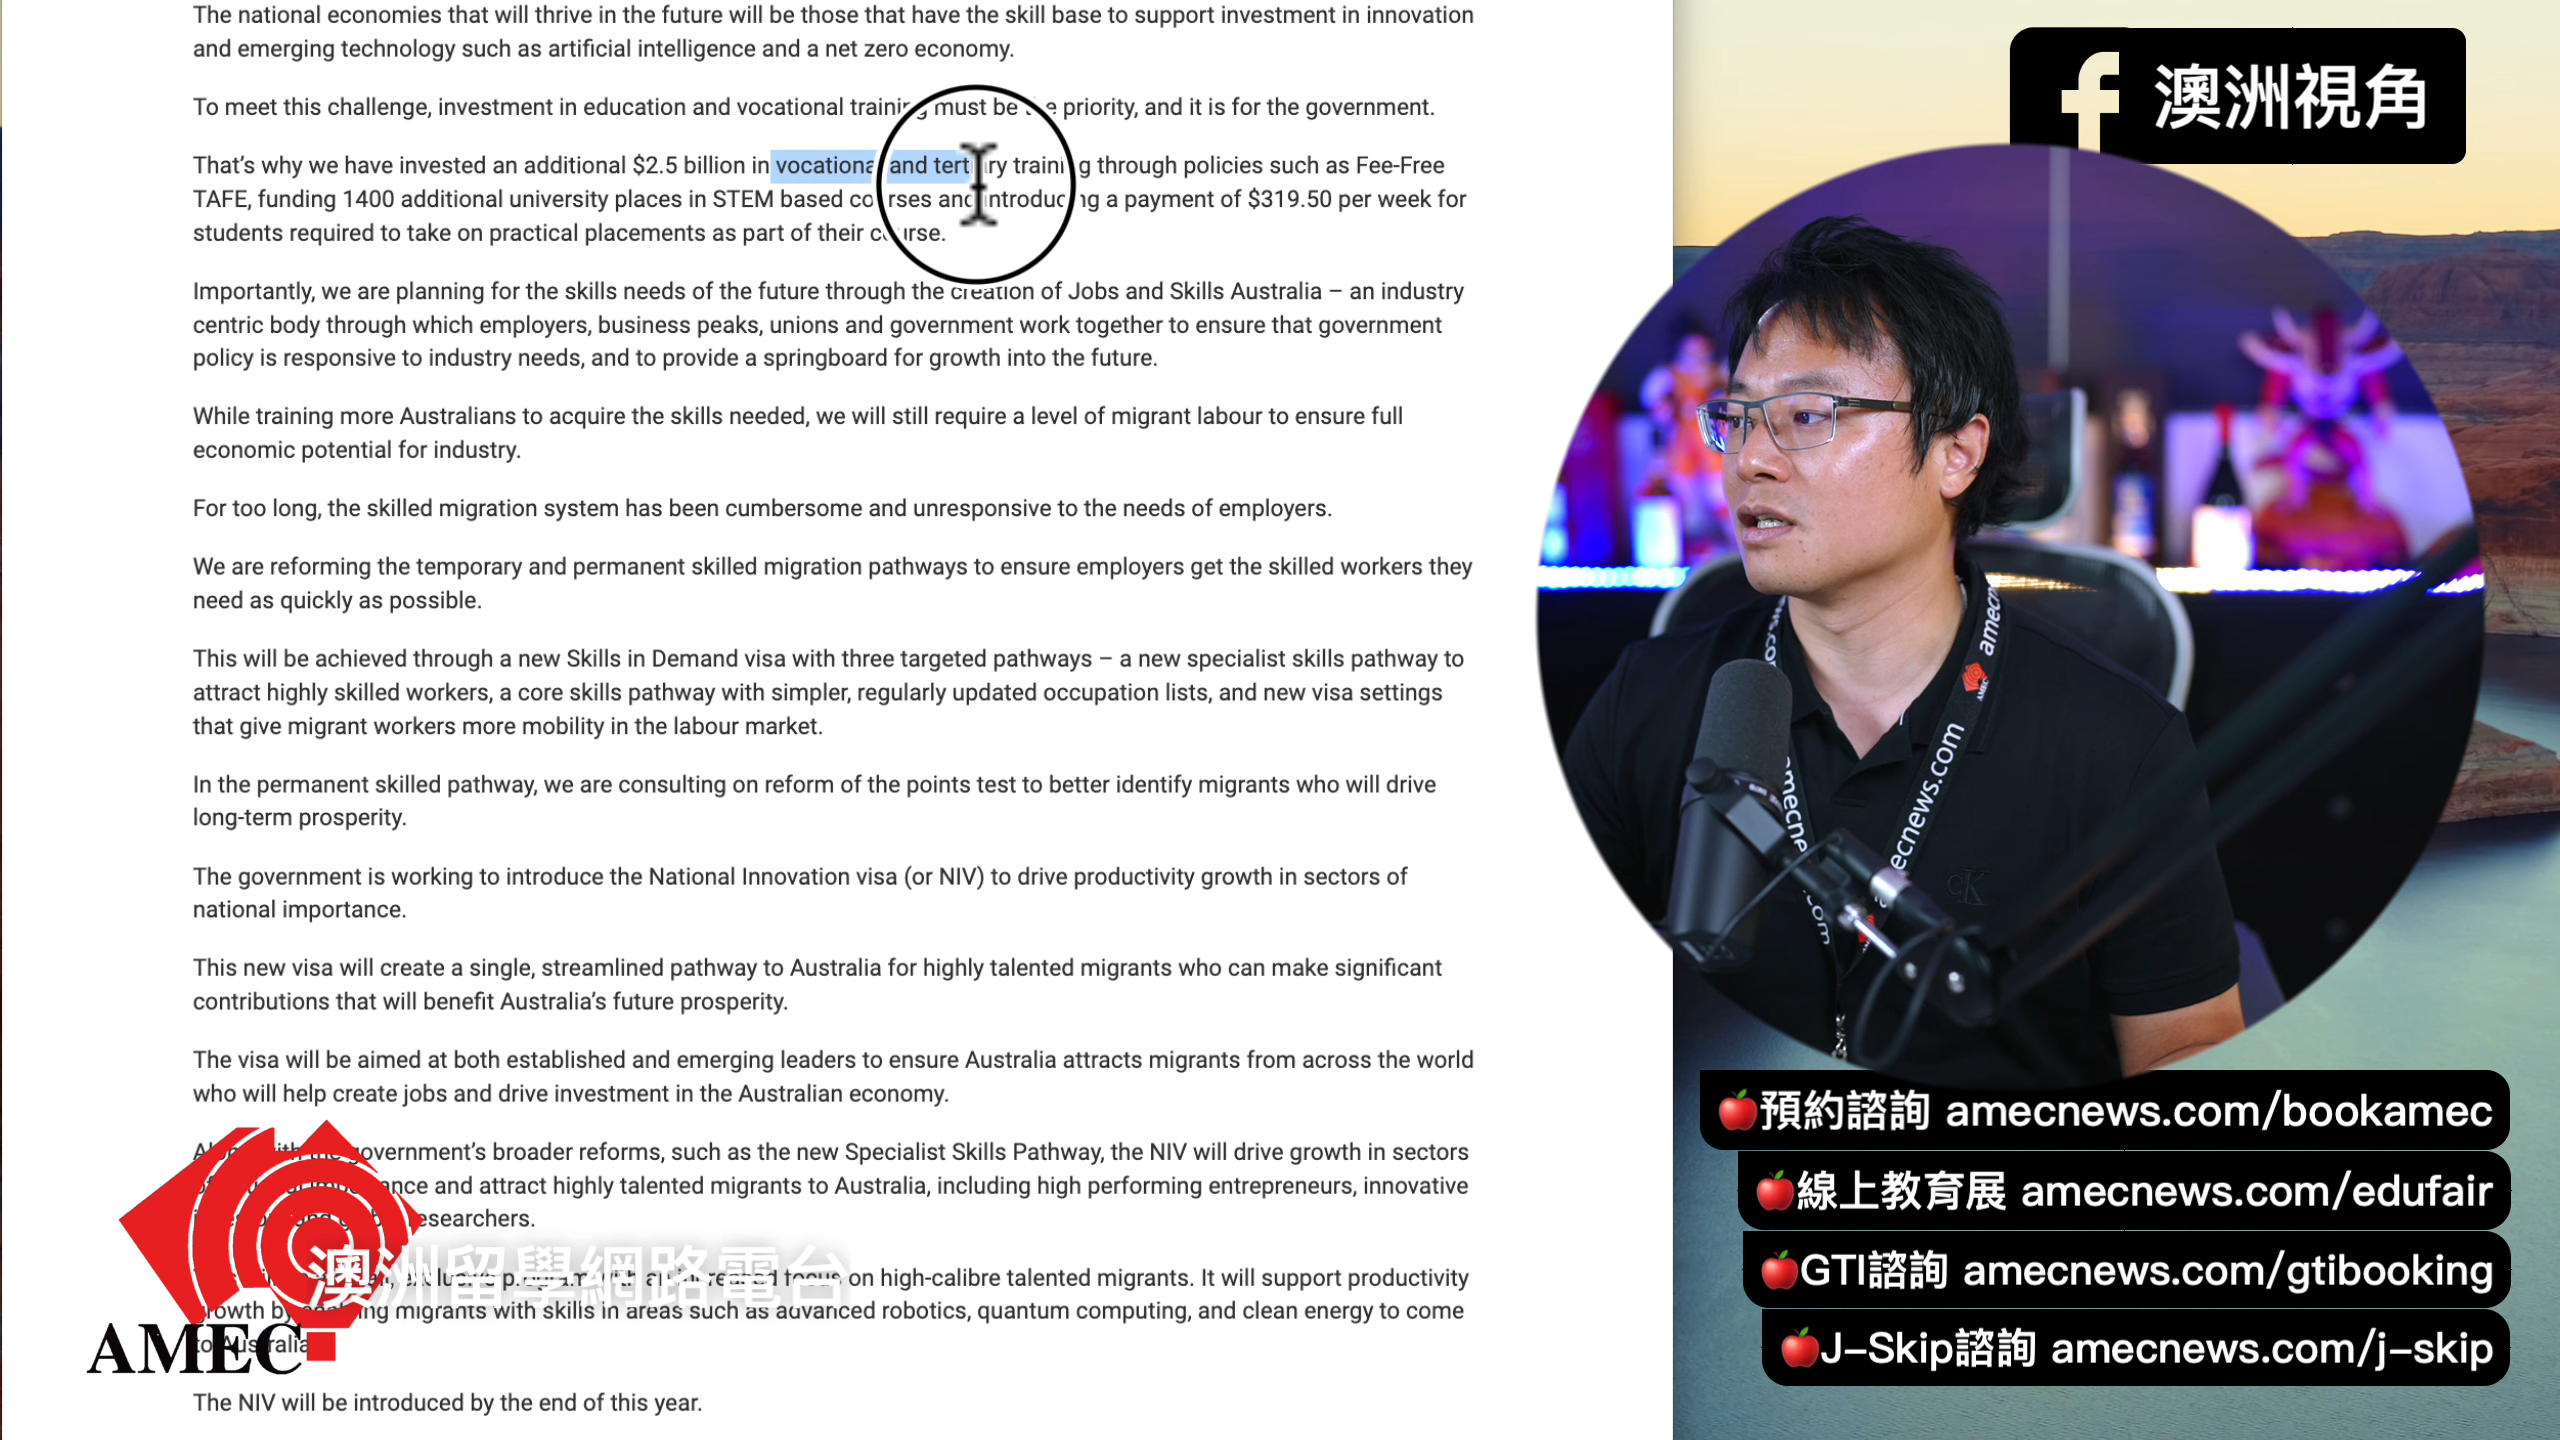 The national economies that will thrive in the future will be those that have the skill base to support investment in innovation
and emerging technology such as artificial intelligence and a net zero economy.
To meet this challenge, investment in education and vocational training must be the priority, and it is for the government.
That's why we have invested an additional $2.5 billion in vocational and tertiary training through policies such as Fee-Free
TAFE, funding 1400 additional university places in STEM based courses and introducing a payment of $319.50 per week for
students required to take on practical placements as part of their course.
Importantly, we are planning for the skills needs of the future through the creation of Jobs and Skills Australia – an industry
centric body through which employers, business peaks, unions and government work together to ensure that government
policy is responsive to industry needs, and to provide a springboard for growth into the future.
While training more Australians to acquire the skills needed, we will still require a level of migrant labour to ensure full
economic potential for industry.
For too long, the skilled migration system has been cumbersome and unresponsive to the needs of employers.
We are reforming the temporary and permanent skilled migration pathways to ensure employers get the skilled workers they
need as quickly as possible.
This will be achieved through a new Skills in Demand visa with three targeted pathways – a new specialist skills pathway to
attract highly skilled workers, a core skills pathway with simpler, regularly updated occupation lists, and new visa settings
that give migrant workers more mobility in the labour market.
In the permanent skilled pathway, we are consulting on reform of the points test to better identify migrants who will drive
long-term prosperity.
The government is working to introduce the National Innovation visa (or NIV) to drive productivity growth in sectors of
national importance.
This new visa will create a single, streamlined pathway to Australia for highly talented migrants who can make significant
contributions that will benefit Australia's future prosperity.
The visa will be aimed at both established and emerging leaders to ensure Australia attracts migrants from across the world
who will help create jobs and drive investment in the Australian economy.
government's broader reforms, such as the new Specialist Skills Pathway, the NIV will drive growth in sectors
and attract highly talented migrants to Australia, including high performing entrepreneurs, innovative
researchers.
on high-calibre talented migrants. It will support productivity
growth by enabling migrants with skills in areas such as advanced robotics, quantum computing, and clean energy to come
to Australia
The NIV will be introduced by the end of this year.
澳洲留學網路電台
AMEC
f 澳洲視角
amecnews.com
amecn
AMEC
CK
預約諮詢 amecnews.com/bookamec
線上教育展 amecnews.com/edufair
GTI諮詢 amecnews.com/gtibooking
J-Skip諮詢 amecnews.com/j-skip